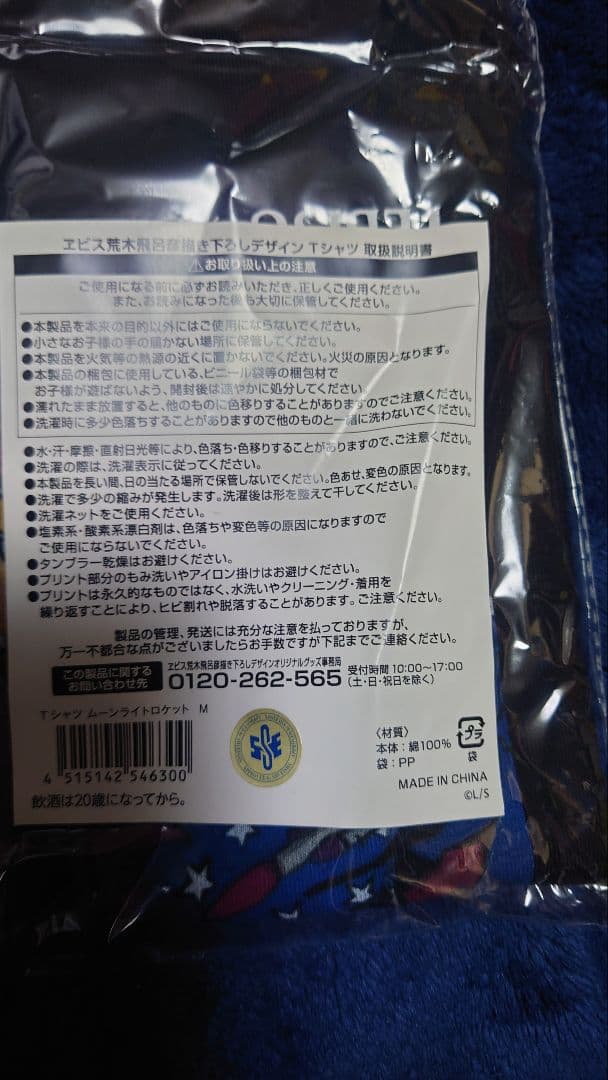 ヱビス荒木飛呂彦描き下ろしデザイン Tシャツ 取扱説明書
⚠お取り扱い上の注意
ご使用になる前に必ずお読みいただき、正しくご使用ください。
また、お読みになった後も大切に保管してください。
●本製品を本来の目的以外にはご使用にならないでください。
●小さなお子様の手の届かない場所に保管してください。
●本製品を火気等の熱源の近くに置かないでください。火災の原因となります。
●本製品の梱包に使用している、ビニール袋等の梱包材で
お子様が遊ばないよう、開封後は速やかに処分してください。
●濡れたまま放置すると、他のものに色移りすることがありますのでご注意ください。
●洗濯時に多少色落ちすることがありますので他のものと一緒に洗わないでください。
●水・汗・摩擦・直射日光等により、色落ち・色移りすることがありますので、ご注意ください。
●洗濯の際は、洗濯表示に従ってください。
●本製品を長い間、日の当たる場所で保管しないでください。色あせ、変色の原因となります。
●洗濯で多少の縮みが発生します。洗濯後は形を整えて干してください。
●洗濯ネットをご使用ください。
●塩素系・酸素系漂白剤は、色落ちや変色等の原因になりますので
ご使用にならないでください。
●タンブラー乾燥はお避けください。
●プリント部分のもみ洗いやアイロン掛けはお避けください。
●プリントは永久的なものではなく、水洗いやクリーニング・着用を
繰り返すことにより、ヒビ割れや脱落することがあります。ご注意ください。
製品の管理、発送には充分な注意を払っておりますが、
万一不都合な点がございましたらお手数ですが下記までご連絡ください。
この製品に関する
お問い合わせ先
ヱビス荒木飛呂彦描き下ろしデザインオリジナルグッズ事務局
0120-262-565
受付時間 10:00〜17:00
(土・日・祝日を除く)
Tシャツ ムーンライトロケット M
4 515142 546300
飲酒は20歳になってから。
〈材質〉
本体:綿100%
袋:PP
プラ
袋
MADE IN CHINA
©L/S